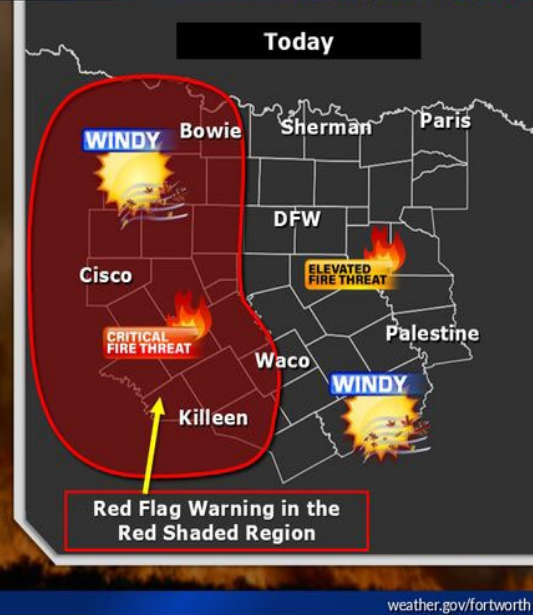 Today
WINDY
Bowie
Sherman
Paris
DFW
ELEVATED
FIRE THREAT
Cisco
CRITICAL
FIRE THREAT
Palestine
Waco
WINDY
Killeen
Red Flag Warning in the
Red Shaded Region
weather.gov/fortworth